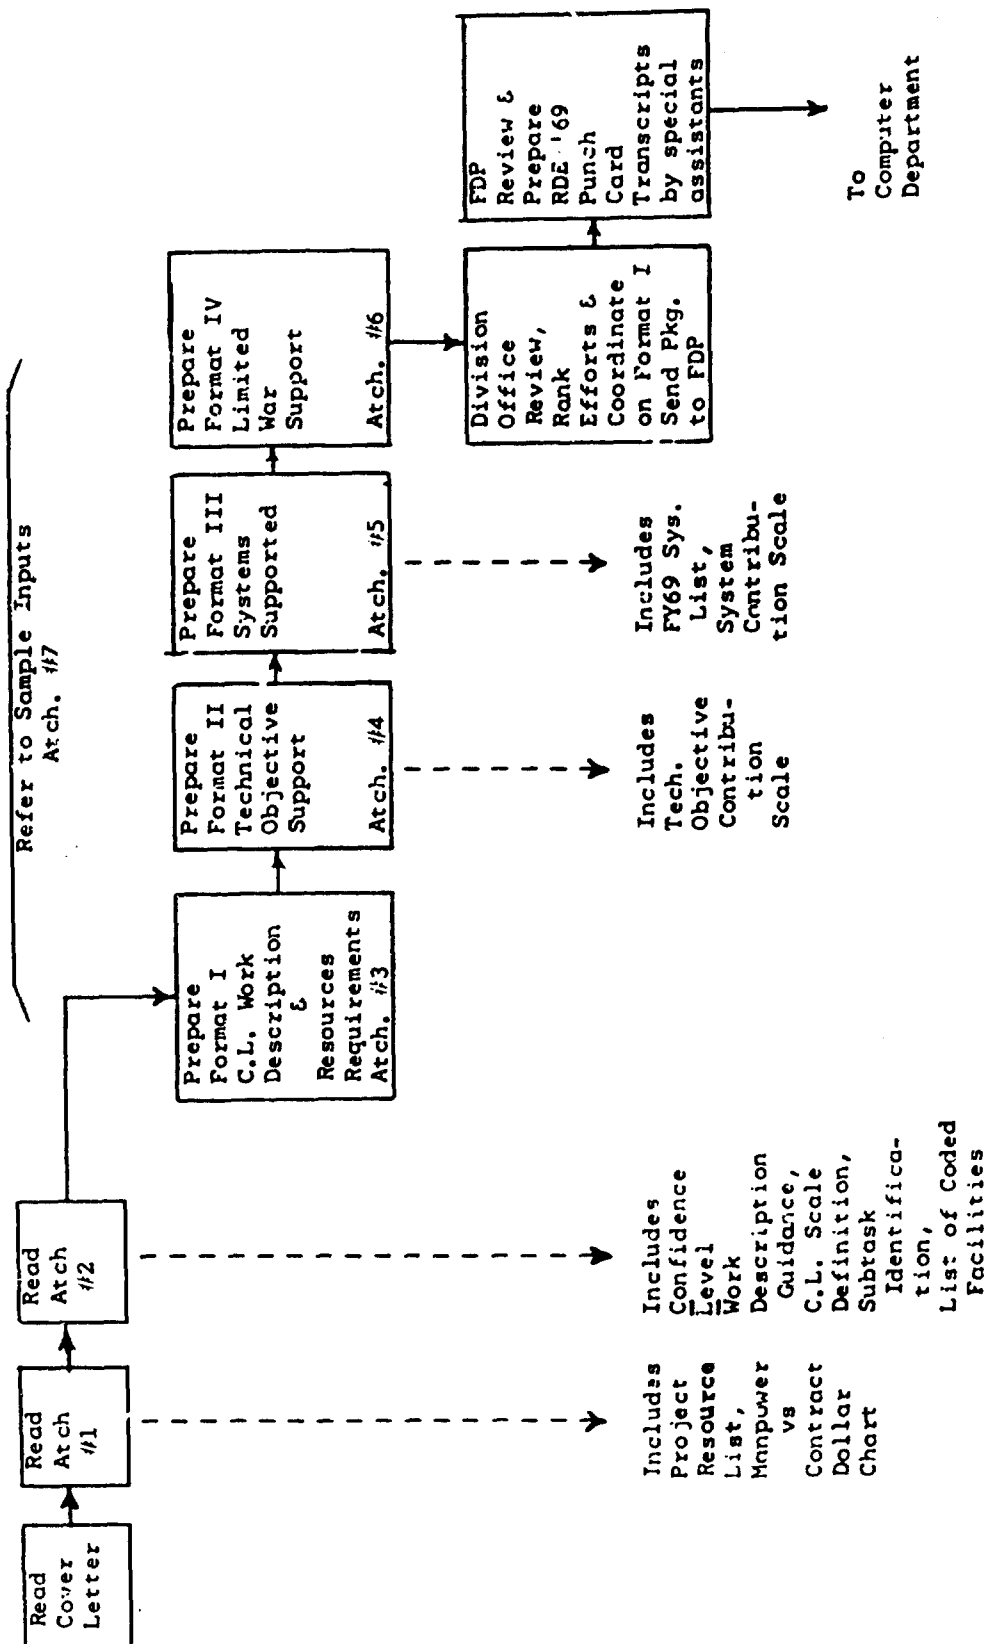 Refer to Sample Inputs
Atch. #7
Read
Cover
Letter
Read
Atch
#1
Read
Atch
#2
Prepare
Format I
C.L. Work
Description
&
Resources
Requirements
Atch. #3
Prepare
Format II
Technical
Objective
Support
Atch. #4
Prepare
Format III
Systems
Supported
Atch. #5
Prepare
Format IV
Limited
War
Support
Atch. #6
Division
Office
Review,
Rank
Efforts &
Coordinate
on Format I
Send Pkg.
to FDP
FDP
Review &
Prepare
RDE '69
Punch
Card
Transcripts
by special
assistants
To
Computer
Department
Includes
Project
Resource
List,
Manpower
vs
Contract
Dollar
Chart
Includes
Confidence
Level
Work
Description
Guidance,
C.L. Scale
Definition,
Subtask
Identifica-
tion,
List of Coded
Facilities
Includes
Tech.
Objective
Contribu-
tion
Scale
Includes
FY69 Sys.
List,
System
Contribu-
tion Scale